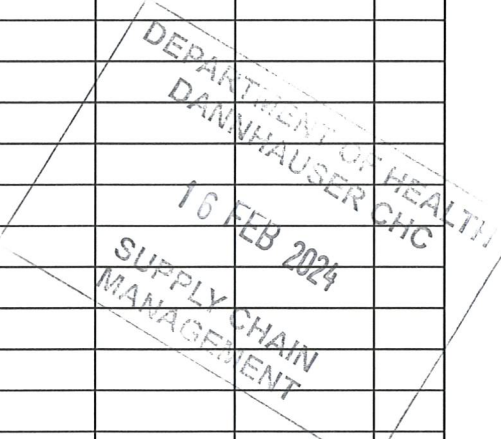 DEPARTMENT OF HEALTH
DANNHAUSER CHC
16 FEB 2024
SUPPLY CHAIN
MANAGEMENT